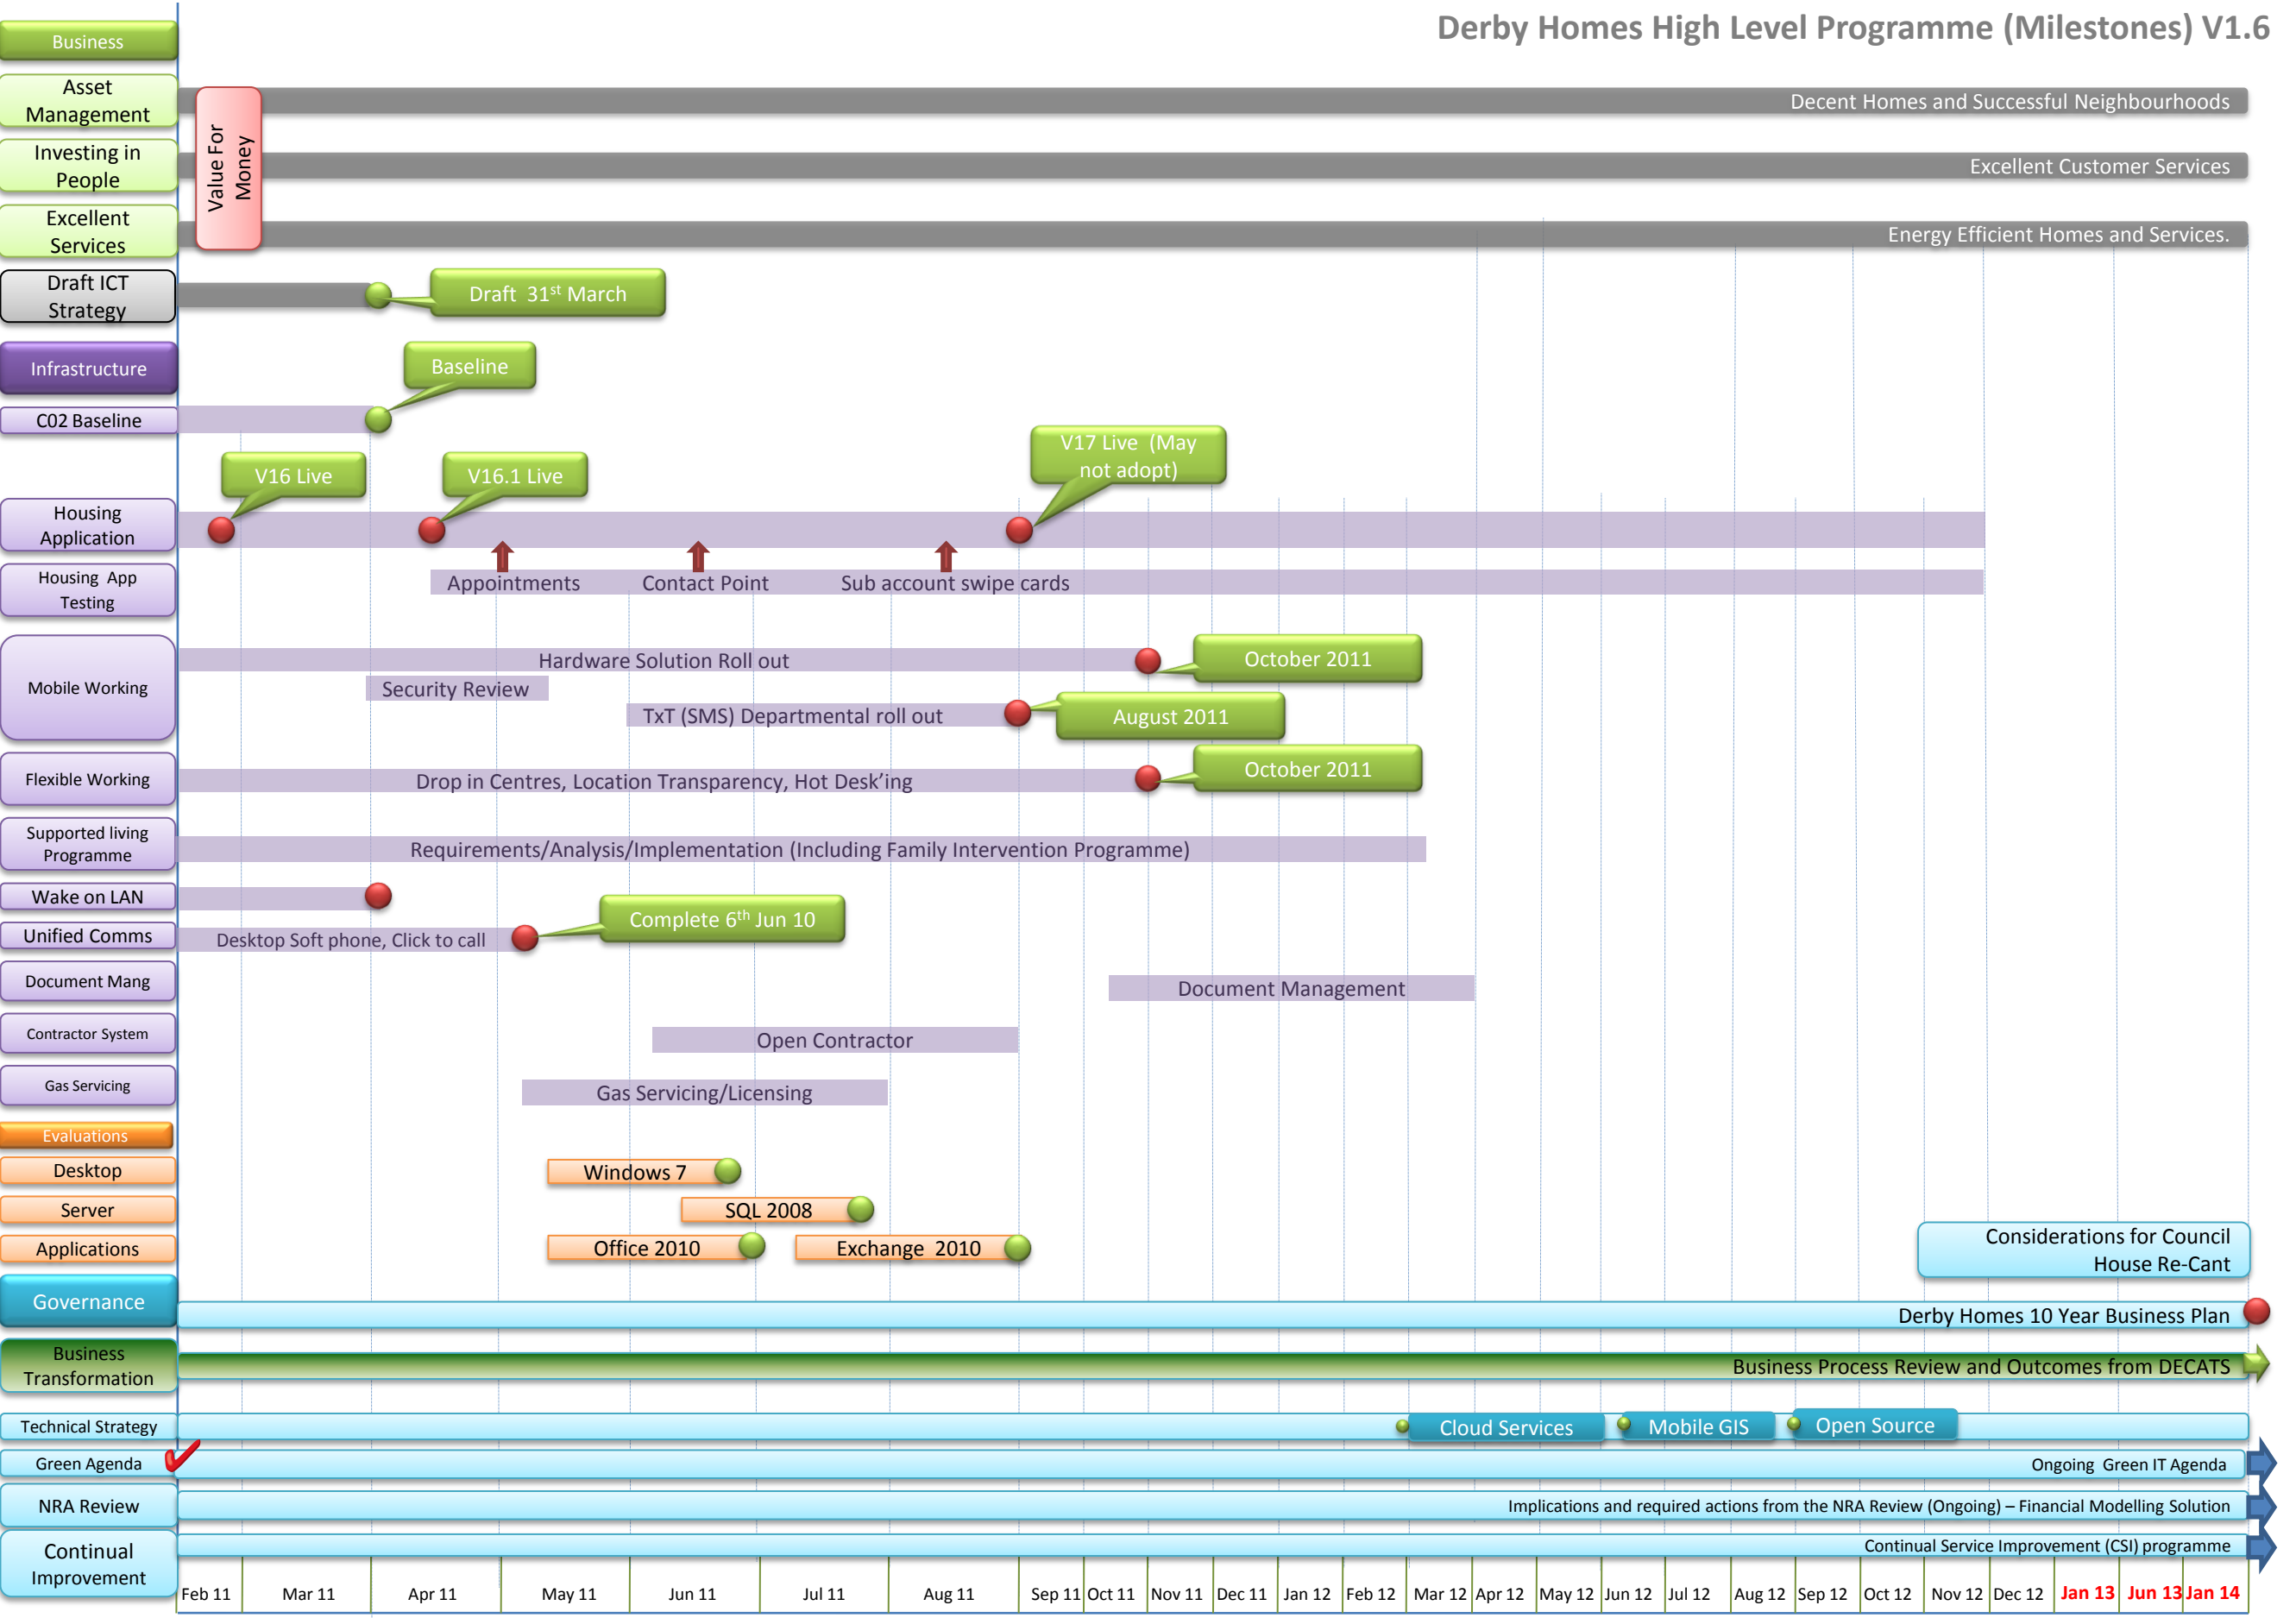 Derby Homes High Level Programme (Milestones) V1.6
Business
Asset
Management
Decent Homes and Successful Neighbourhoods
Value For
Money
Investing in
People
Excellent Customer Services
Excellent
Services
Energy Efficient Homes and Services.
Draft ICT
Strategy
Draft 31st March
Infrastructure
Baseline
C02 Baseline
V16 Live
V16.1 Live
V17 Live (May
not adopt)
Housing
Application
Housing App
Testing
Appointments
Contact Point
Sub account swipe cards
Mobile Working
Hardware Solution Roll out
October 2011
Security Review
TxT (SMS) Departmental roll out
August 2011
Flexible Working
Drop in Centres, Location Transparency, Hot Desk’ing
October 2011
Supported living
Programme
Requirements/Analysis/Implementation (Including Family Intervention Programme)
Wake on LAN
Unified Comms
Desktop Soft phone, Click to call
Complete 6th Jun 10
Document Mang
Document Management
Contractor System
Open Contractor
Gas Servicing
Gas Servicing/Licensing
Evaluations
Desktop
Windows 7
Server
SQL 2008
Applications
Office 2010
Exchange 2010
Considerations for Council
House Re-Cant
Governance
Derby Homes 10 Year Business Plan
Business
Transformation
Business Process Review and Outcomes from DECATS
Technical Strategy
Cloud Services
Mobile GIS
Open Source
Green Agenda
Ongoing Green IT Agenda
NRA Review
Implications and required actions from the NRA Review (Ongoing) – Financial Modelling Solution
Continual
Improvement
Continual Service Improvement (CSI) programme
Feb 11 Mar 11 Apr 11 May 11 Jun 11 Jul 11 Aug 11 Sep 11 Oct 11 Nov 11 Dec 11 Jan 12 Feb 12 Mar 12 Apr 12 May 12 Jun 12 Jul 12 Aug 12 Sep 12 Oct 12 Nov 12 Dec 12 Jan 13 Jun 13 Jan 14